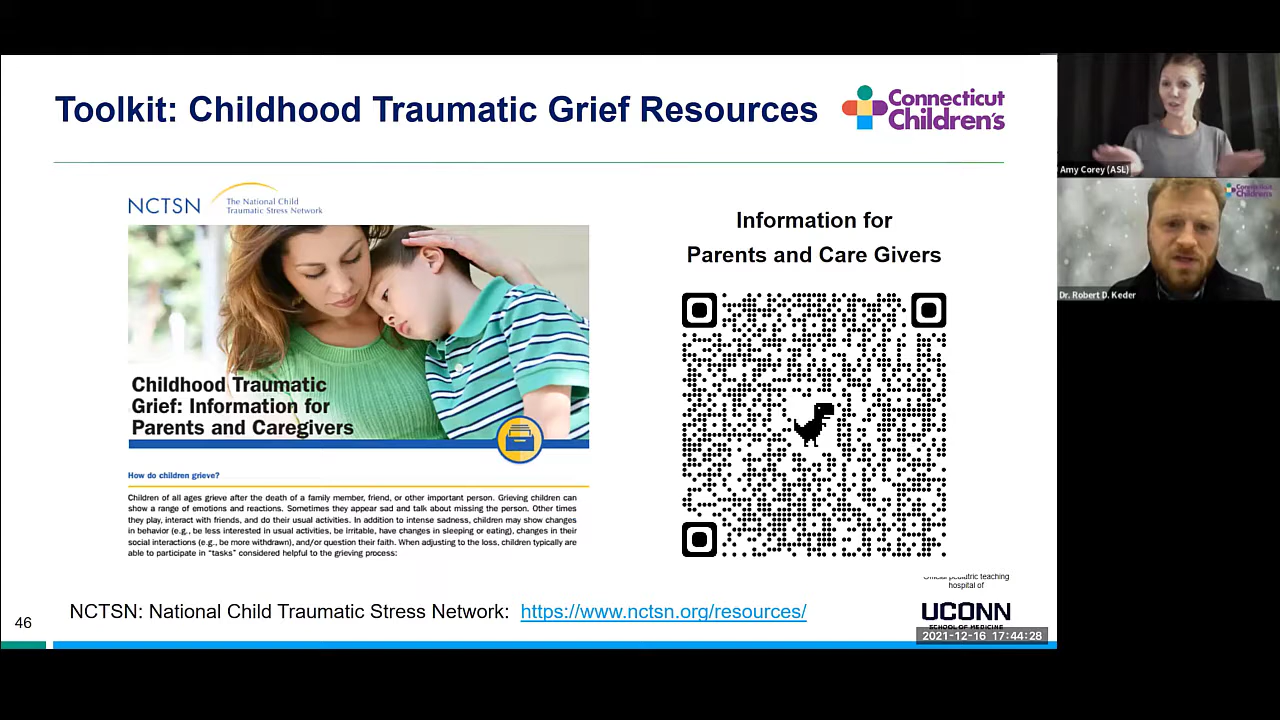 Toolkit: Childhood Traumatic Grief Resources
Connecticut
Children's
NCTSN
The National Child
Traumatic Stress Network
Childhood Traumatic
Grief: Information for
Parents and Caregivers
How do children grieve?
Children of all ages grieve after the death of a family member, friend, or other important person. Grieving children can
show a range of emotions and reactions. Sometimes they appear sad and talk about missing the person. Other times
they play, interact with friends, and do their usual activities. In addition to intense sadness, children may show changes
in behavior (e.g., be less interested in usual activities, be irritable, have changes in sleeping or eating), changes in their
social interactions (e.g., be more withdrawn), and/or question their faith. When adjusting to the loss, children typically are
able to participate in "tasks" considered helpful to the grieving process:
Information for
Parents and Care Givers
NCTSN: National Child Traumatic Stress Network: https://www.nctsn.org/resources/
46
Official pediatric teaching
hospital of
UCONN
SCHOOL OF MEDICINE
2021-12-16 17:44:28
Amy Corey (ASL)
Connecticut
Children's
Dr. Robert D. Keder